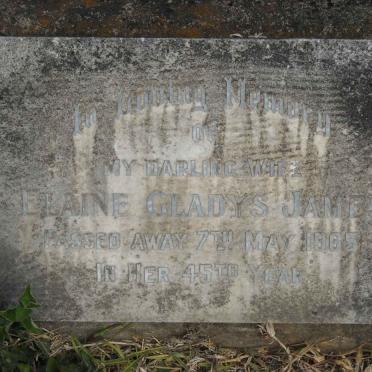 In Loving Memory
OF
MY DARLING WIFE
ELAINE GLADYS JAMES
PASSED AWAY 7TH MAY 1965
IN HER 45TH YEAR